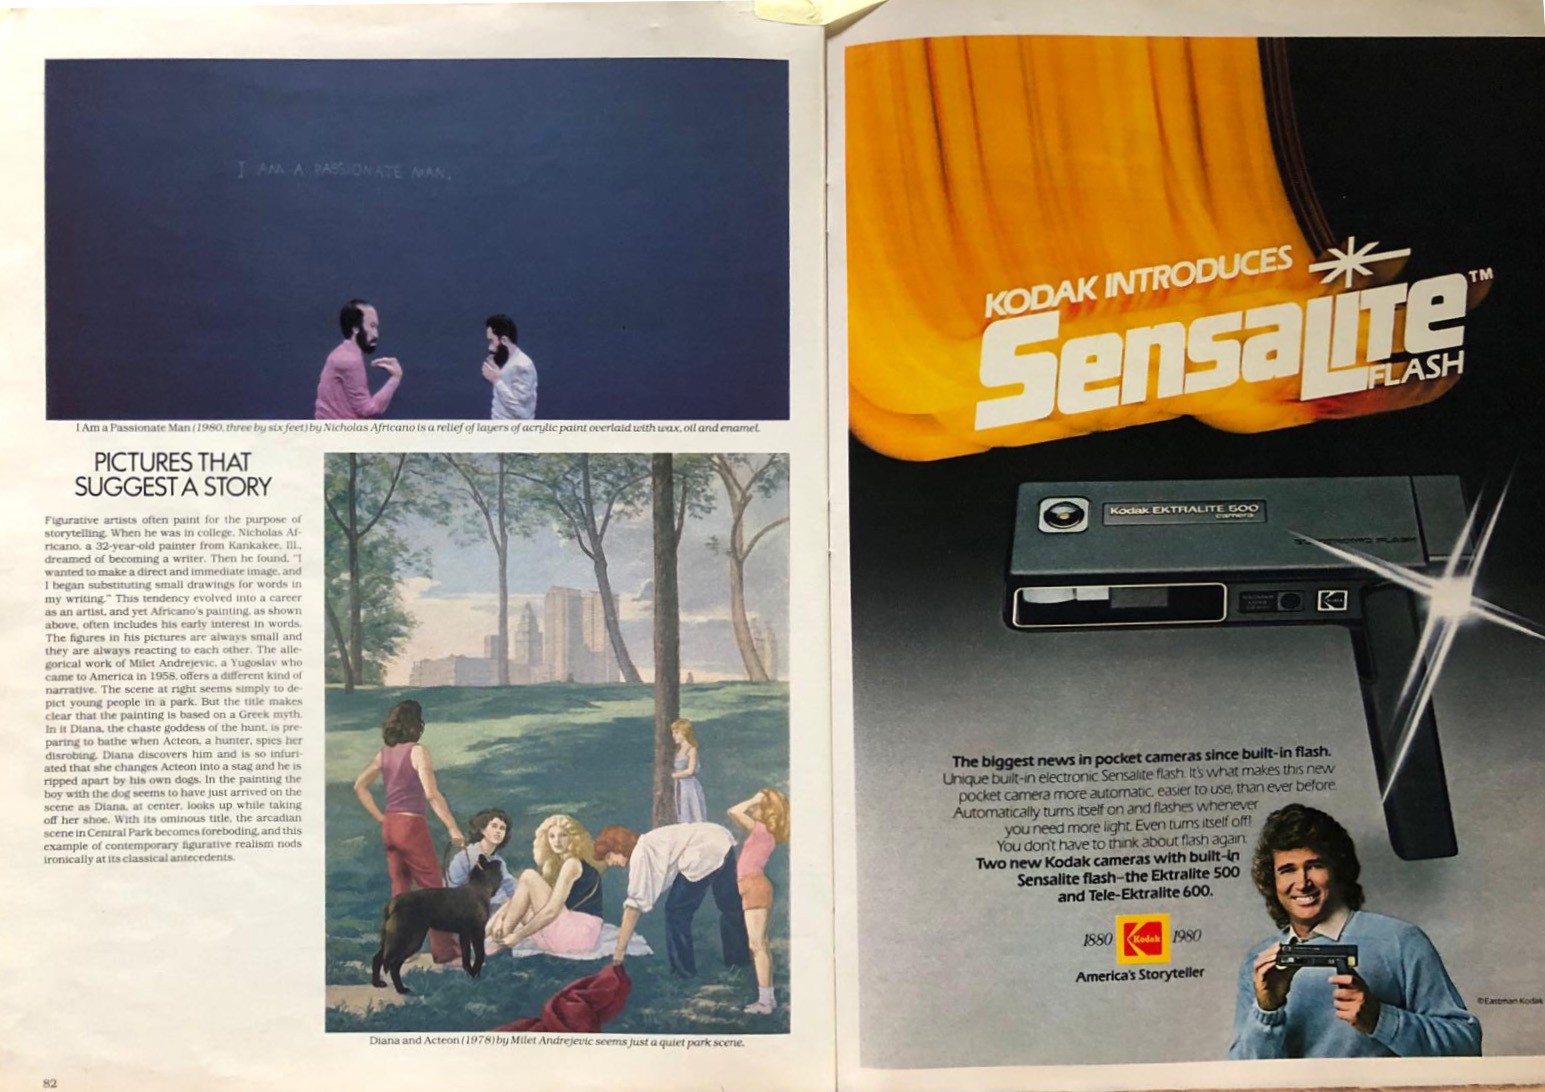 I AM A PASSIONATE MAN.
I Am a Passionate Man (1980, three by six feet) by Nicholas Africano is a relief of layers of acrylic paint overlaid with wax, oil and enamel.
PICTURES THAT
SUGGEST A STORY
Figurative artists often paint for the purpose of
storytelling. When he was in college, Nicholas Af-
ricano, a 32-year-old painter from Kankakee, Ill.,
dreamed of becoming a writer. Then he found, "I
wanted to make a direct and immediate image, and
I began substituting small drawings for words in
my writing." This tendency evolved into a career
as an artist, and yet Africano's painting, as shown
above, often includes his early interest in words.
The figures in his pictures are always small and
they are always reacting to each other. The alle-
gorical work of Milet Andrejevic, a Yugoslav who
came to America in 1958, offers a different kind of
narrative. The scene at right seems simply to de-
pict young people in a park. But the title makes
clear that the painting is based on a Greek myth.
In it Diana, the chaste goddess of the hunt, is pre-
paring to bathe when Acteon, a hunter, spies her
disrobing. Diana discovers him and is so infuri-
ated that she changes Acteon into a stag and he is
ripped apart by his own dogs. In the painting the
boy with the dog seems to have just arrived on the
scene as Diana, at center, looks up while taking
off her shoe. With its ominous title, the arcadian
scene in Central Park becomes foreboding, and this
example of contemporary figurative realism nods
ironically at its classical antecedents.
Diana and Acteon (1978) by Milet Andrejevic seems just a quiet park scene.
82
KODAK INTRODUCES
SensaLite™
FLASH
Kodak EKTRALITE 500
camera
The biggest news in pocket cameras since built-in flash.
Unique built-in electronic Sensalite flash. It's what makes this new
pocket camera more automatic, easier to use, than ever before.
Automatically turns itself on and flashes whenever
you need more light. Even turns itself off!
You don't have to think about flash again.
Two new Kodak cameras with built-in
Sensalite flash–the Ektralite 500
and Tele-Ektralite 600.
1880 Kodak 1980
America's Storyteller
©Eastman Kodak